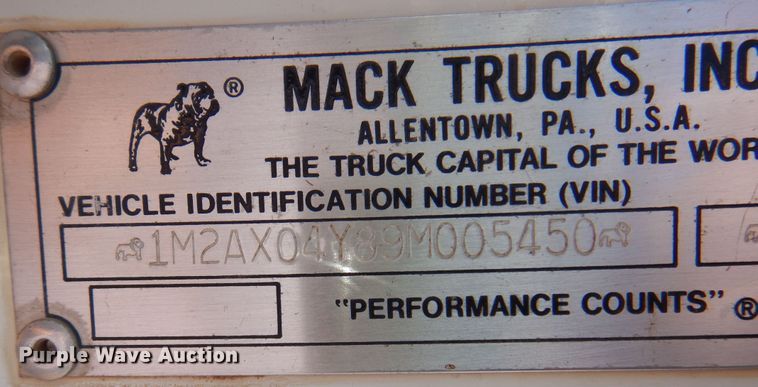 ®
MACK TRUCKS, INC
ALLENTOWN, PA., U.S.A.
THE TRUCK CAPITAL OF THE WOR
VEHICLE IDENTIFICATION NUMBER (VIN)
1M2AX04Y89M005450
"PERFORMANCE COUNTS" ®
Purple Wave Auction